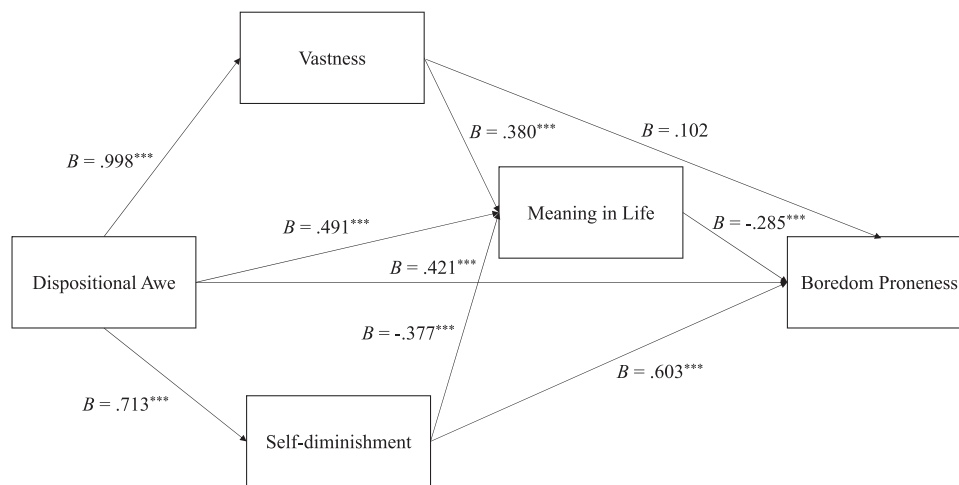 Vastness
B = .102
B = .380***
B = .998***
Meaning in Life
B = .491***
B = -.285***
B = .421***
Dispositional Awe
Boredom Proneness
B = -.377***
B = .603***
B = .713***
Self-diminishment